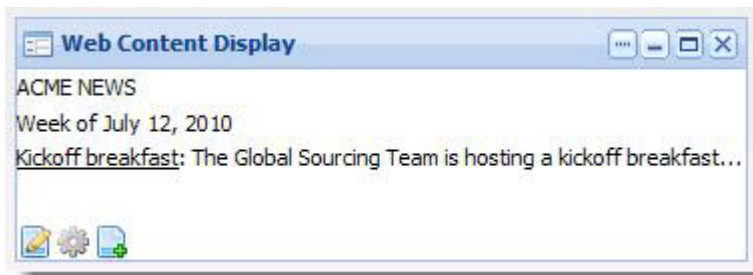 Web Content Display
ACME NEWS
Week of July 12, 2010
Kickoff breakfast: The Global Sourcing Team is hosting a kickoff breakfast...